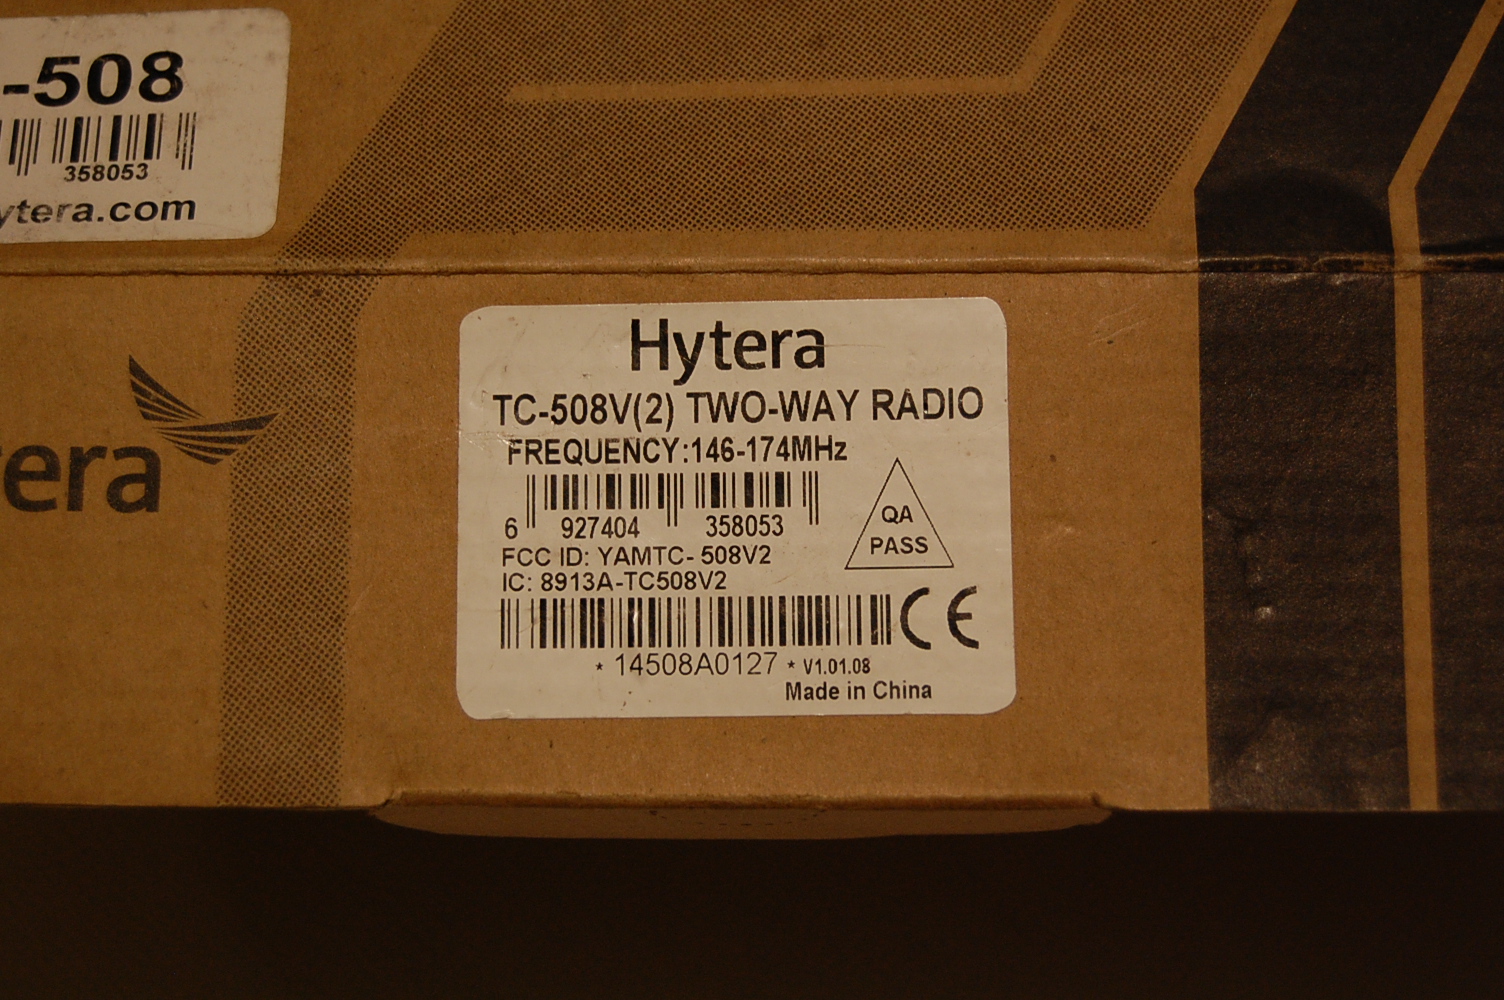 -508
358053
ytera.com
tera
Hytera
TC-508V(2) TWO-WAY RADIO
FREQUENCY:146-174MHz
6 927404 358053
QA
PASS
FCC ID: YAMTC-508V2
IC: 8913A-TC508V2
CE
*14508A0127* V1.01.08
Made in China